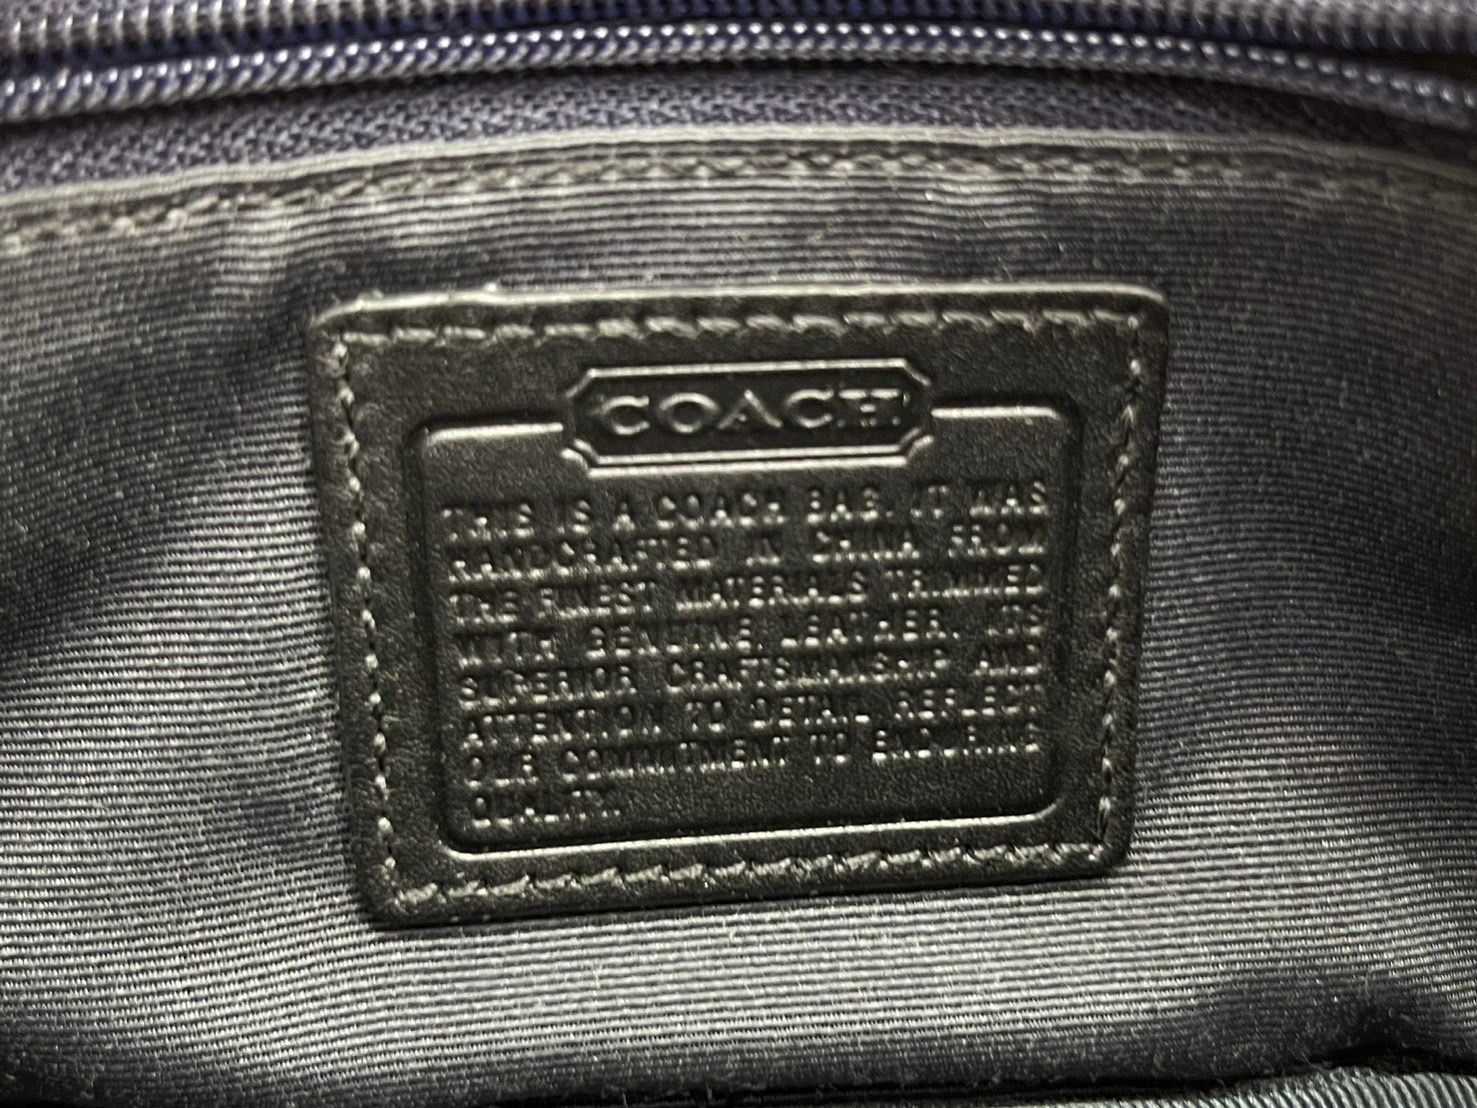 COACH
THIS IS A COACH BAG. IT WAS
HANDCRAFTED IN CHINA FROM
THE FINEST MATERIALS TRIMMED
WITH GENUINE LEATHER. ITS
SUPERIOR CRAFTSMANSHIP AND
ATTENTION TO DETAIL REFLECT
OUR COMMITMENT TO ENDURING
QUALITY.